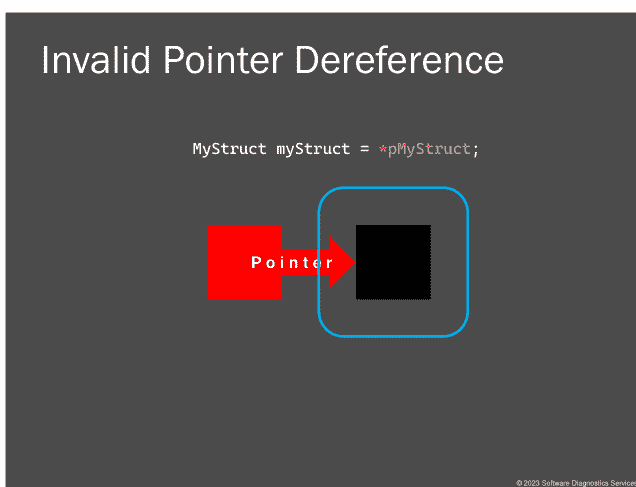 Invalid Pointer Dereference
MyStruct myStruct = *pMyStruct;
Pointer
© 2023 Software Diagnostics Services